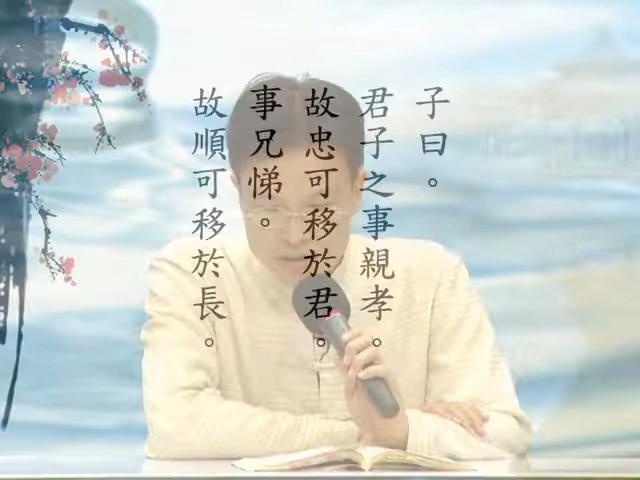 子曰。
君子之事親孝。
故忠可移於君。
事兄悌。
故順可移於長。